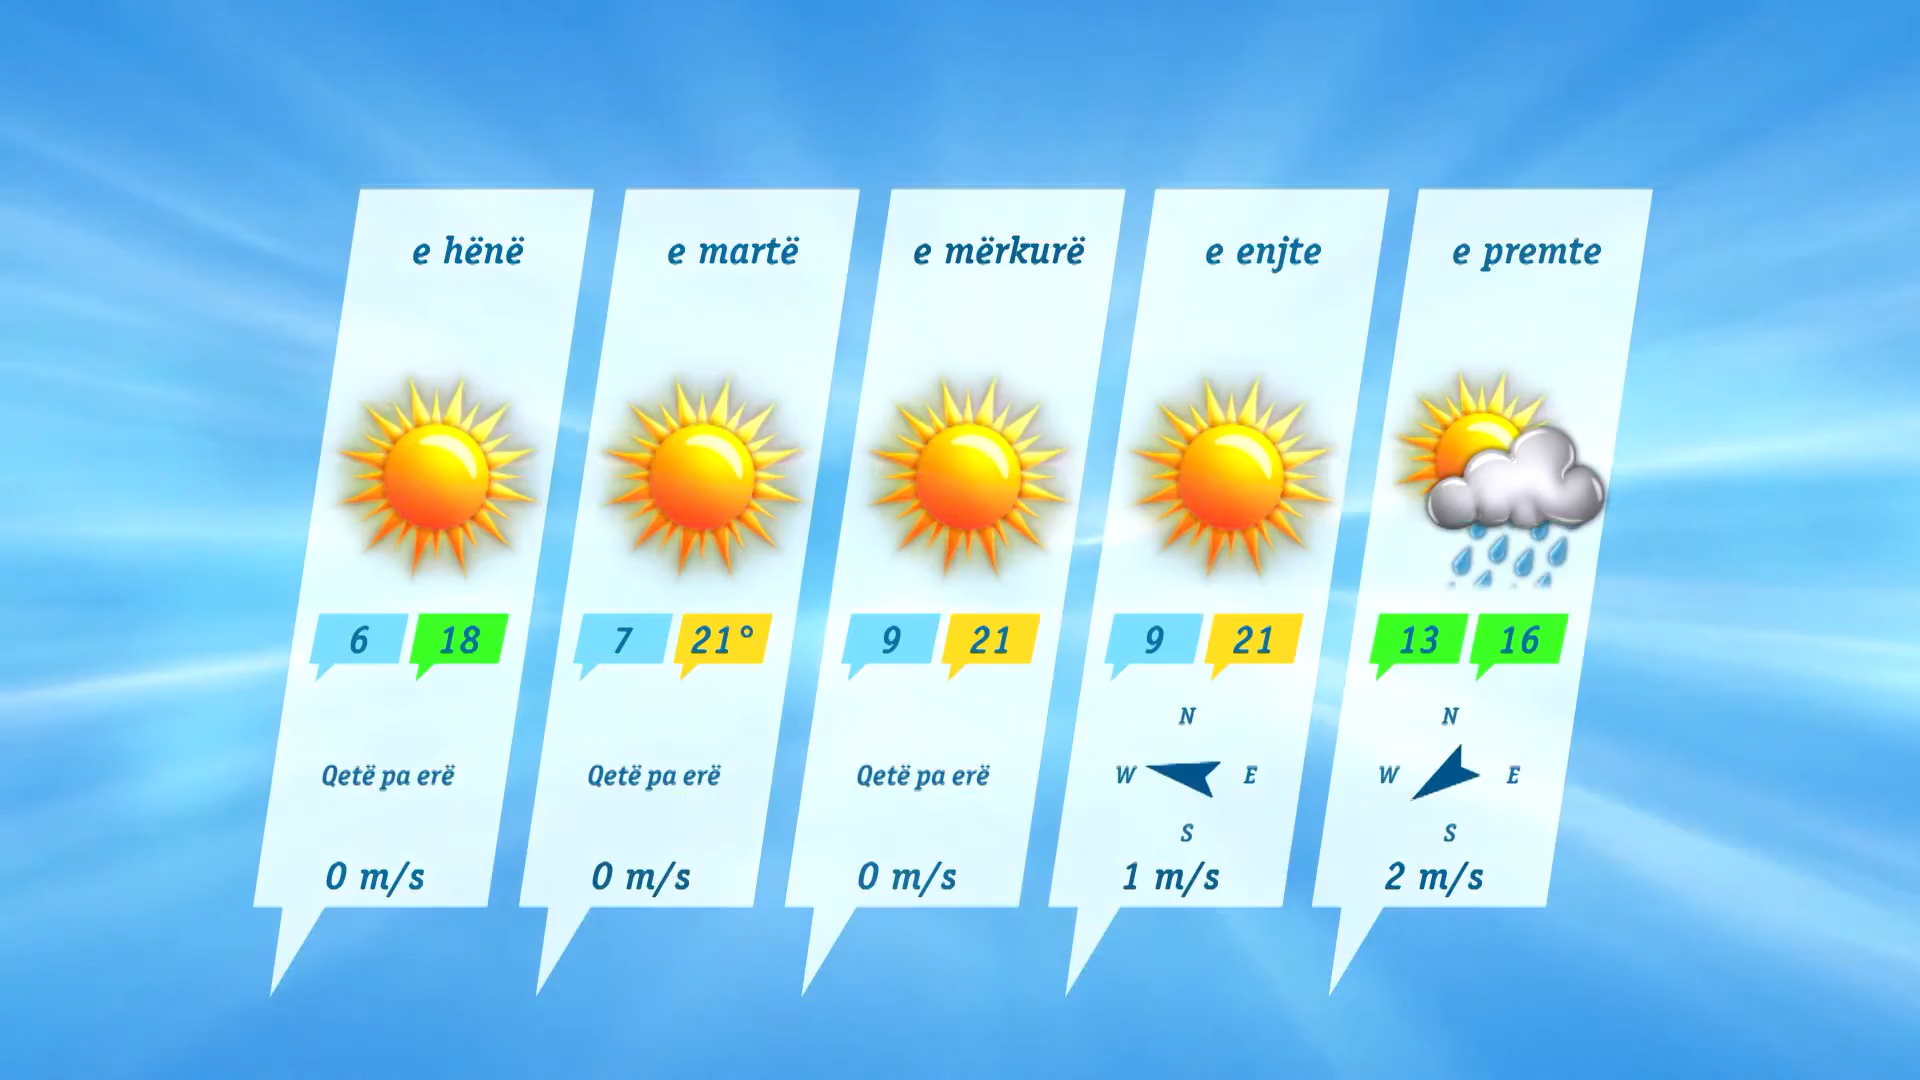 e hënë
6 18
Qetë pa erë
0 m/s
e martë
7 21°
Qetë pa erë
0 m/s
e mërkurë
9 21
Qetë pa erë
0 m/s
e enjte
9 21
N
W E
S
1 m/s
e premte
13 16
N
W E
S
2 m/s